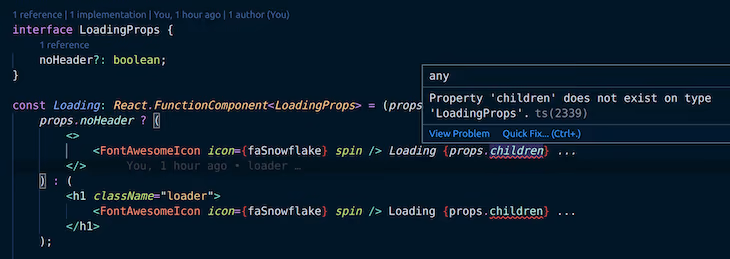 1 reference | 1 implementation | You, 1 hour ago | 1 author (You)
interface LoadingProps {
1 reference
noHeader?: boolean;
}
any
Property 'children' does not exist on type
'LoadingProps'. ts(2339)
View Problem Quick Fix... (Ctrl+.)
const Loading: React.FunctionComponent<LoadingProps> = (props
props.noHeader ? (
<>
<FontAwesomeIcon icon={faSnowflake} spin /> Loading {props.children} ...
</> You, 1 hour ago • loader …
) : (
<h1 className="loader">
<FontAwesomeIcon icon={faSnowflake} spin /> Loading {props.children} ...
</h1>
);